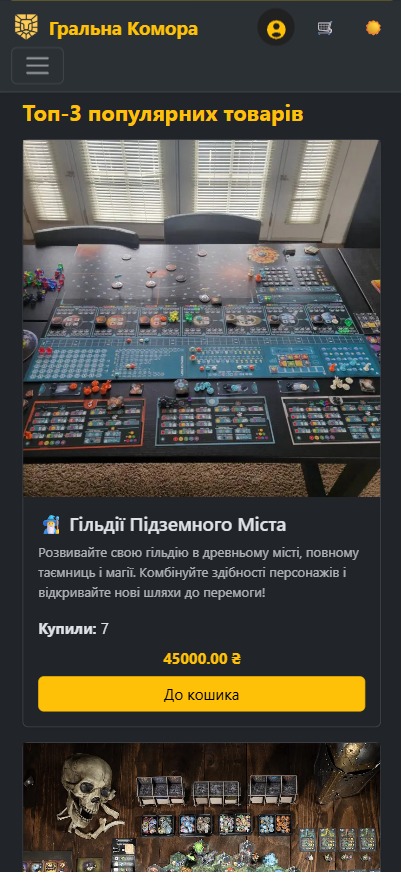 Гральна Комора
Топ-3 популярних товарів
Гільдії Підземного Міста
Розвивайте свою гільдію в древньому місті, повному
таємниць і магії. Комбінуйте здібності персонажів і
відкривайте нові шляхи до перемоги!
Купили: 7
45000.00 ₴
До кошика